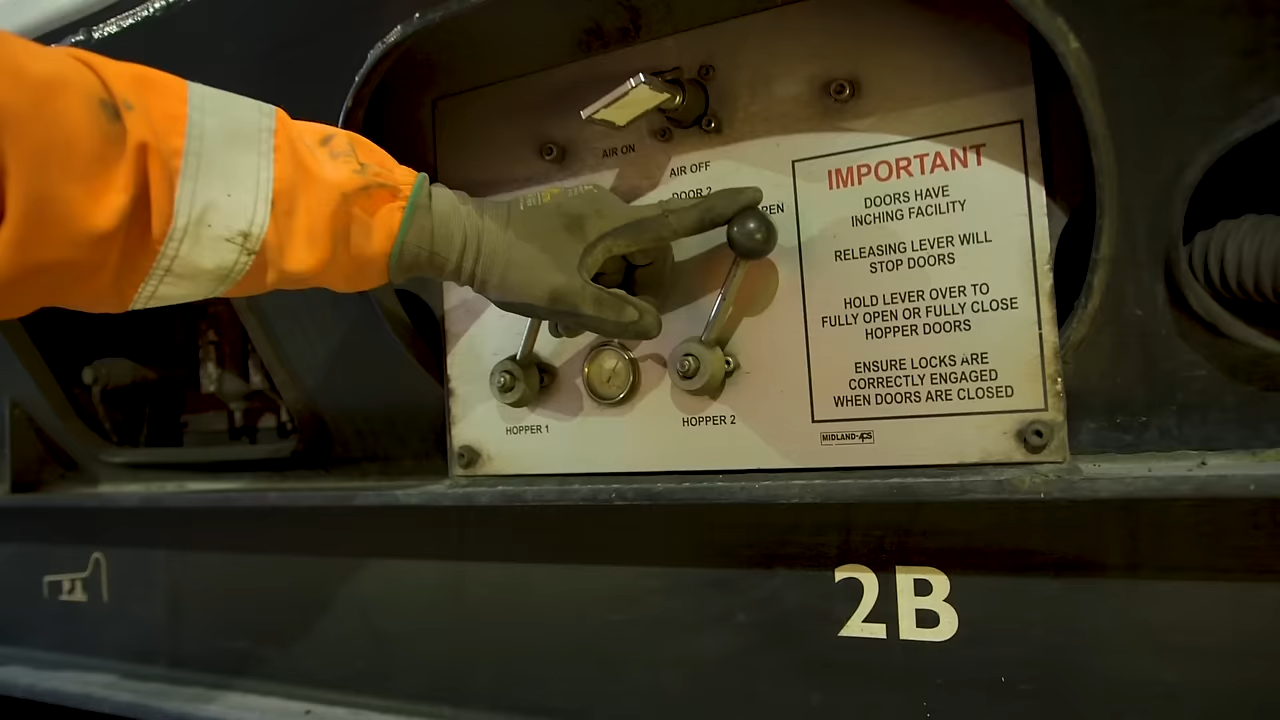 AIR ON
AIR OFF
DOOR 2
IMPORTANT
DOORS HAVE
INCHING FACILITY
RELEASING LEVER WILL
STOP DOORS
HOLD LEVER OVER TO
FULLY OPEN OR FULLY CLOSE
HOPPER DOORS
ENSURE LOCKS ARE
CORRECTLY ENGAGED
WHEN DOORS ARE CLOSED
HOPPER 1
HOPPER 2
2B